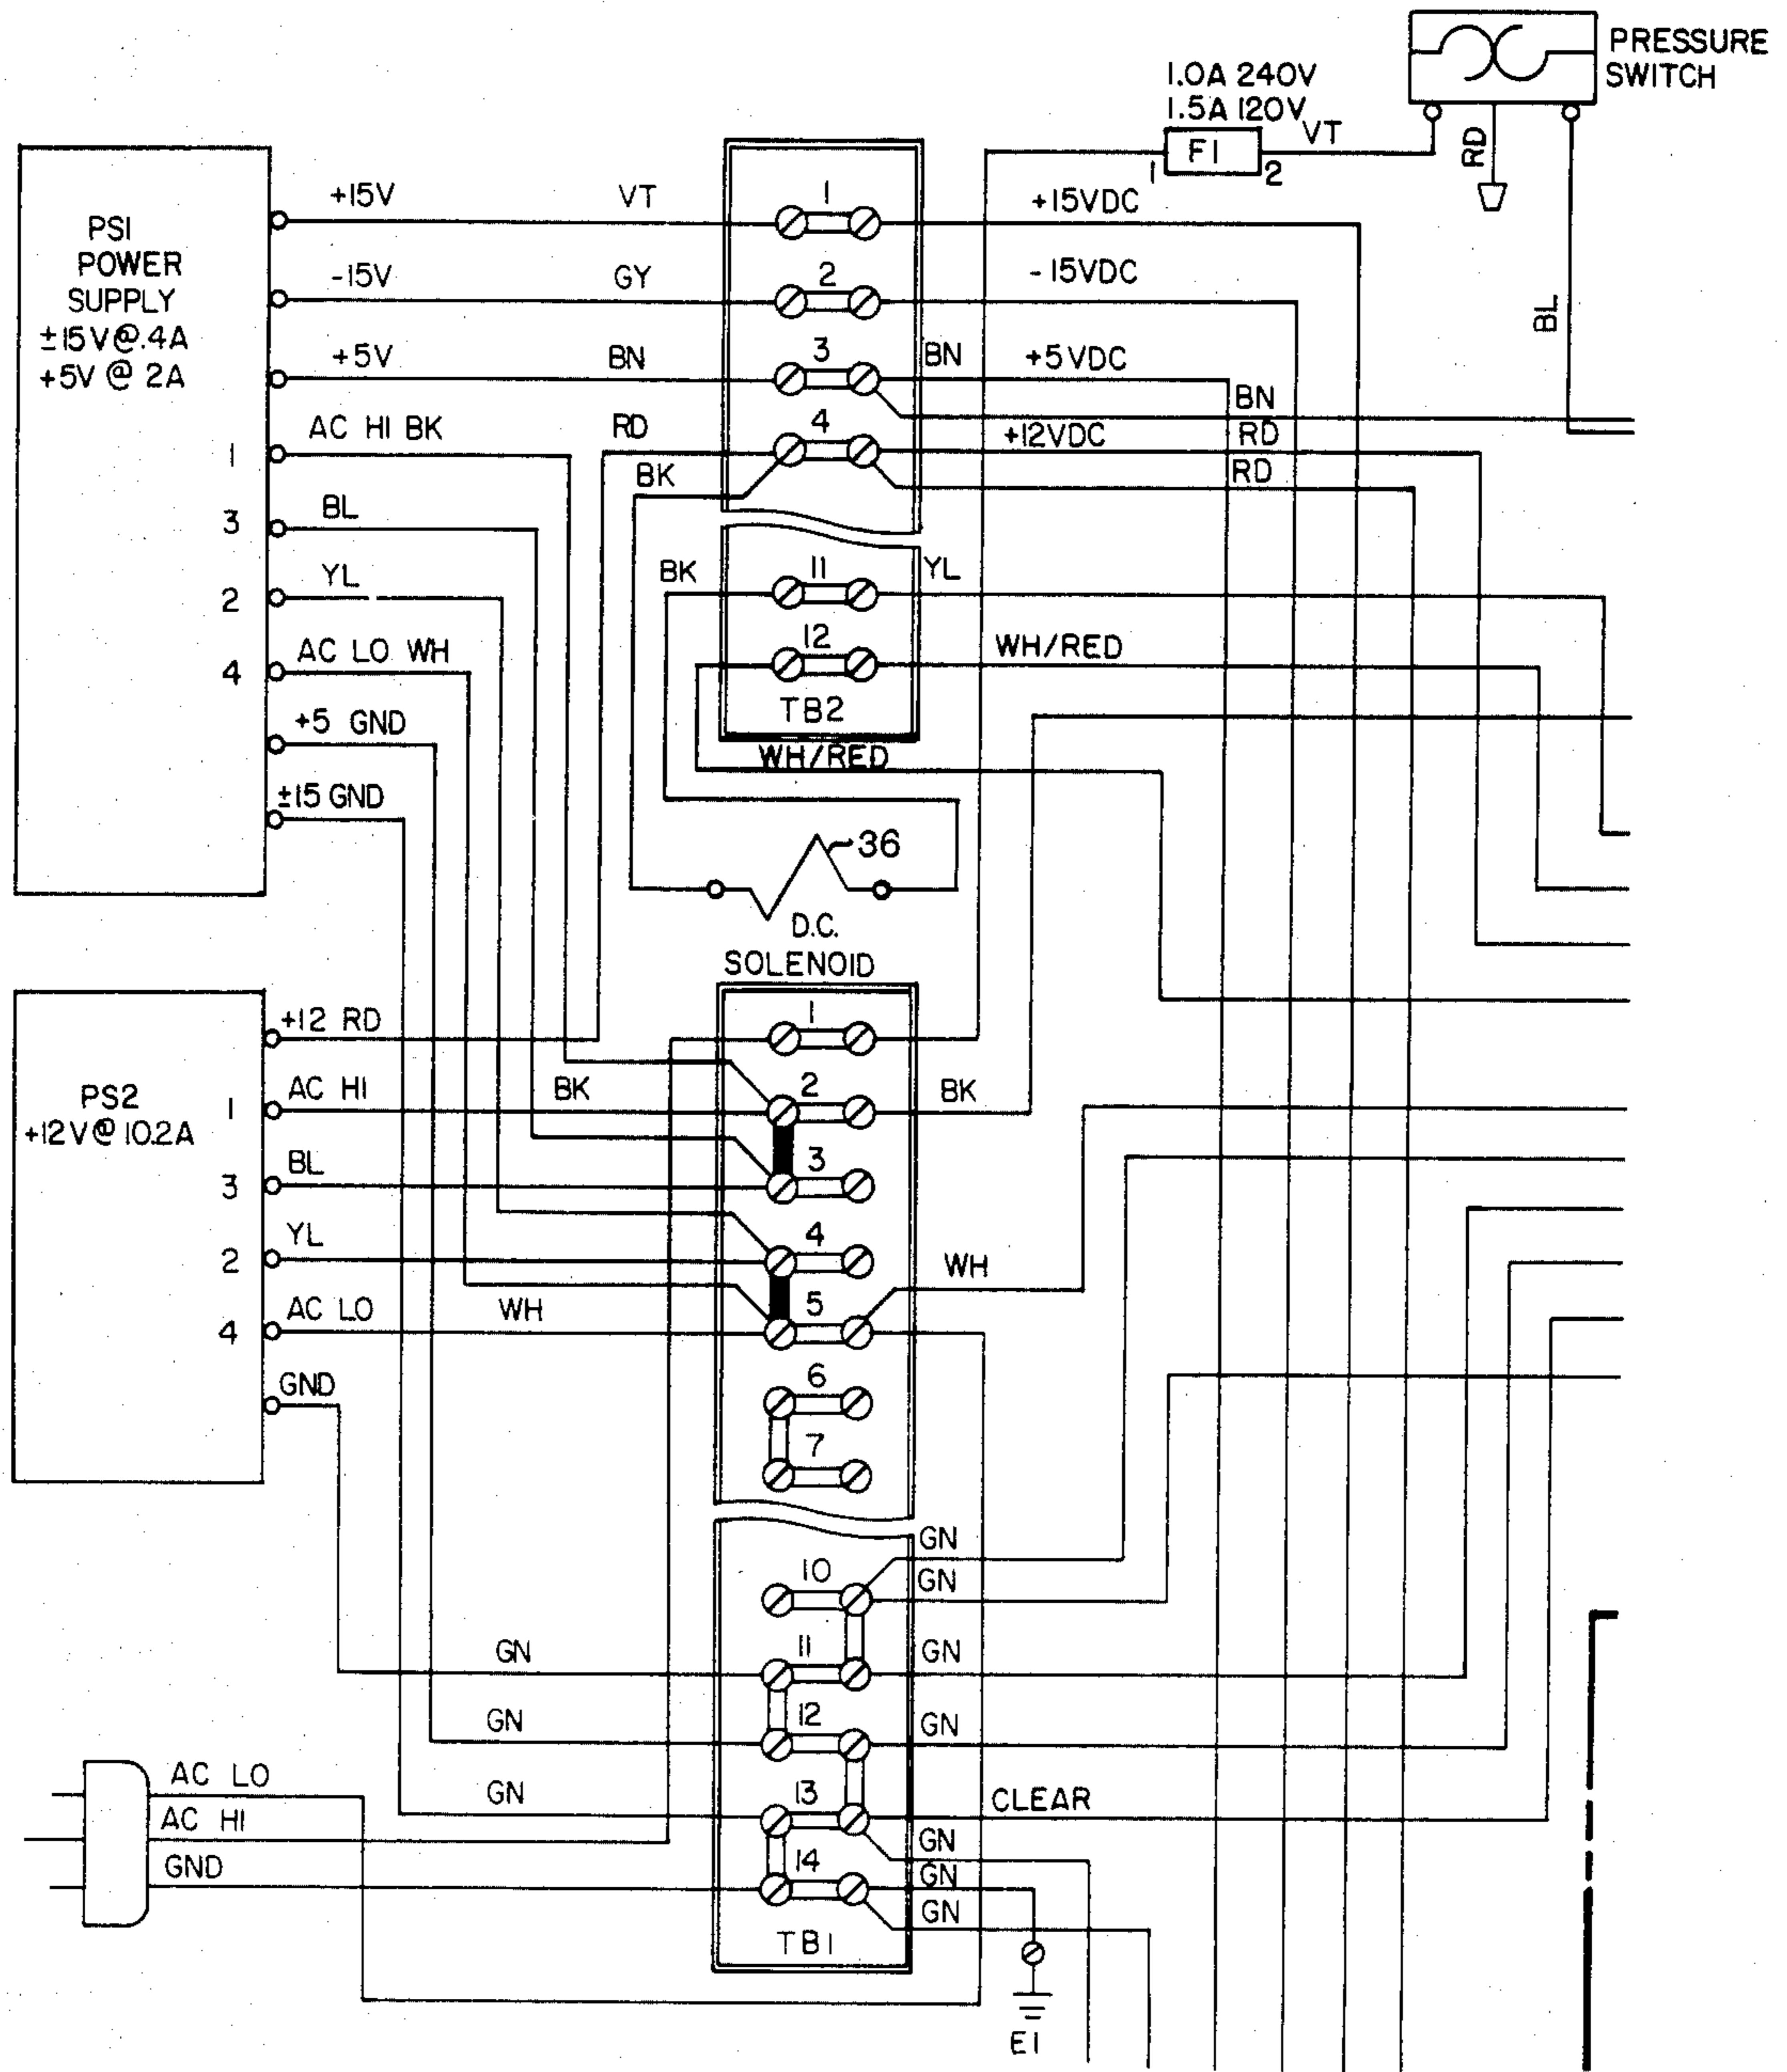 PRESSURE
SWITCH
1.0A 240V
1.5A 120V
VT
F1
1
2
RD
BL
PS1
POWER
SUPPLY
±15V@.4A
+5V @ 2A
+15V
VT
1
+15VDC
-15V
GY
2
-15VDC
+5V
BN
3
BN
+5VDC
BN
1
AC HI BK
RD
4
+12VDC
RD
BK
RD
3
BL
2
YL
BK
11
YL
4
AC LO WH
12
WH/RED
+5 GND
TB2
WH/RED
±15 GND
36
D.C.
SOLENOID
PS2
+12V@10.2A
+12 RD
1
1
AC HI
BK
2
BK
3
BL
3
2
YL
4
WH
4
AC LO
WH
5
GND
6
7
GN
10
GN
GN
11
GN
GN
12
GN
AC LO
GN
13
CLEAR
AC HI
GN
GND
14
GN
GN
TB1
E1